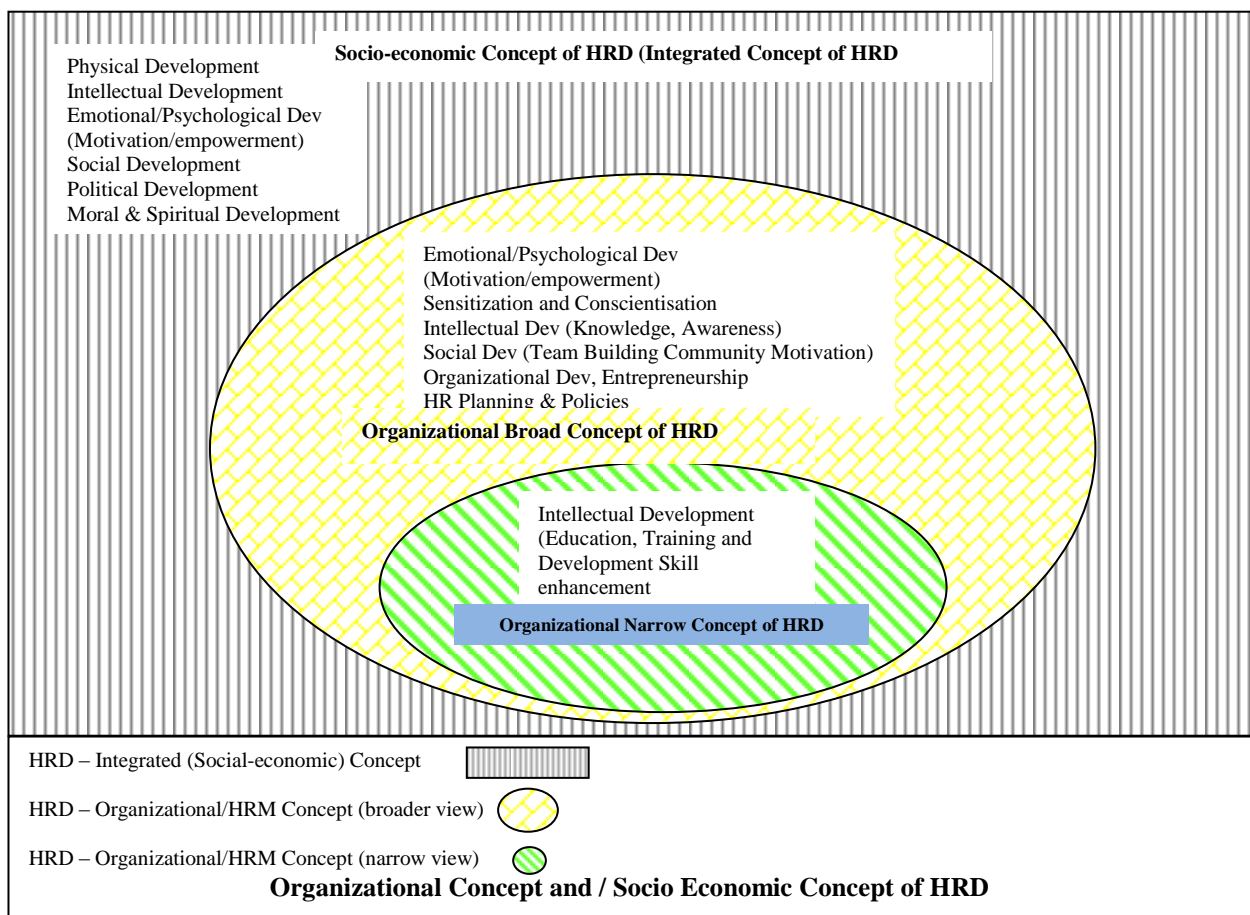 Socio-economic Concept of HRD (Integrated Concept of HRD
Physical Development
Intellectual Development
Emotional/Psychological Dev
(Motivation/empowerment)
Social Development
Political Development
Moral & Spiritual Development
Emotional/Psychological Dev
(Motivation/empowerment)
Sensitization and Conscientisation
Intellectual Dev (Knowledge, Awareness)
Social Dev (Team Building Community Motivation)
Organizational Dev, Entrepreneurship
HR Planning & Policies
Organizational Broad Concept of HRD
Intellectual Development
(Education, Training and
Development Skill
enhancement
Organizational Narrow Concept of HRD
HRD – Integrated (Social-economic) Concept
HRD – Organizational/HRM Concept (broader view)
HRD – Organizational/HRM Concept (narrow view)
Organizational Concept and / Socio Economic Concept of HRD